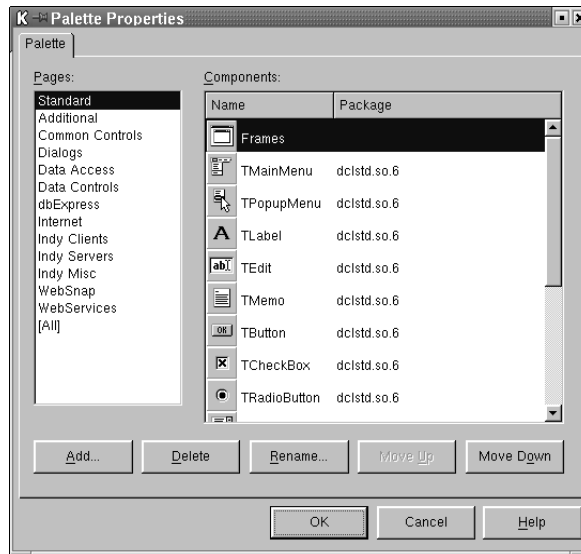 K Palette Properties
Palette
Pages:
Components:
Standard
Additional
Common Controls
Dialogs
Data Access
Data Controls
dbExpress
Internet
Indy Clients
Indy Servers
Indy Misc
WebSnap
WebServices
[All]
Name Package
Frames
TMainMenu dclstd.so.6
TPopupMenu dclstd.so.6
A TLabel dclstd.so.6
ab TEdit dclstd.so.6
TMemo dclstd.so.6
OK TButton dclstd.so.6
TCheckBox dclstd.so.6
TRadioButton dclstd.so.6
Add... Delete Rename... Move Up Move Down
OK Cancel Help